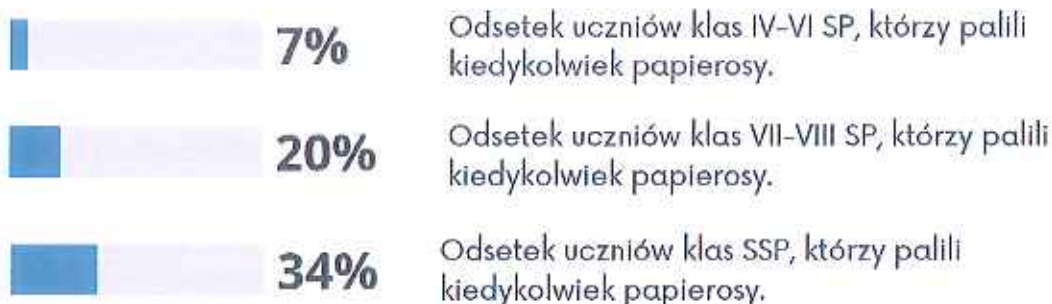 7%
Odsetek uczniów klas IV-VI SP, którzy palili
kiedykolwiek papierosy.
20%
Odsetek uczniów klas VII-VIII SP, którzy palili
kiedykolwiek papierosy.
34%
Odsetek uczniów klas SSP, którzy palili
kiedykolwiek papierosy.